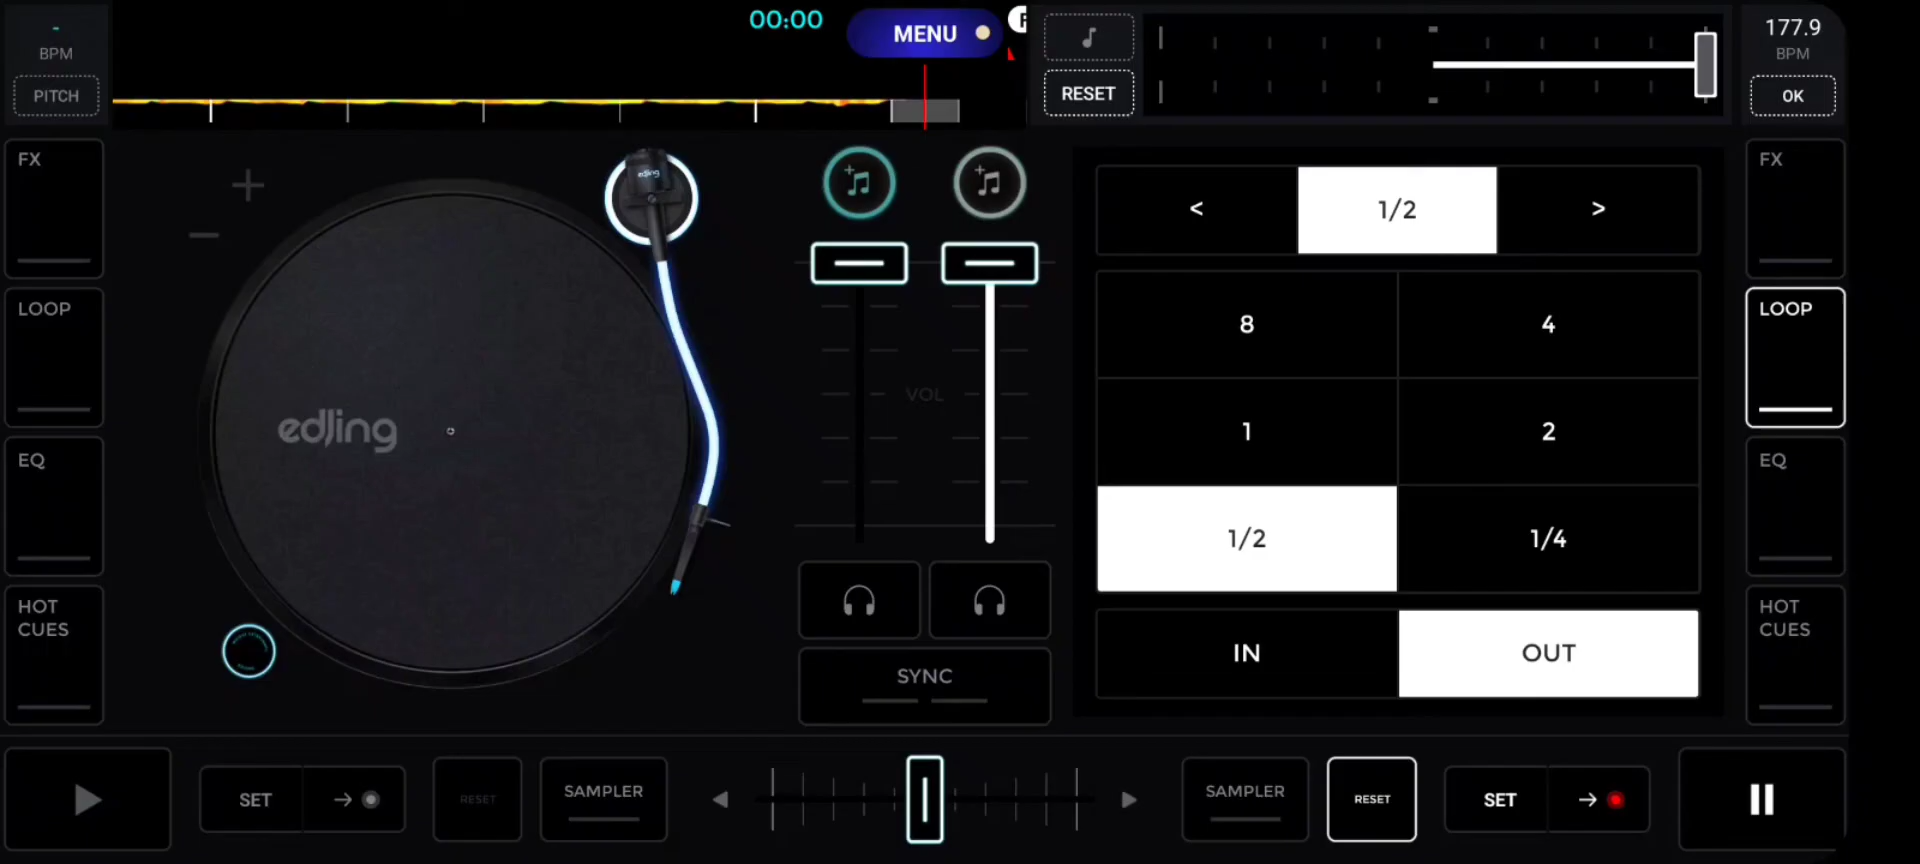 -
BPM
PITCH
00:00
MENU
RESET
177.9
BPM
OK
FX
LOOP
EQ
HOT
CUES
edjing
edjing
VOL
SYNC
< 1/2 >
8 4
1 2
1/2 1/4
IN OUT
FX
LOOP
EQ
HOT
CUES
SET
RESET
SAMPLER
SAMPLER
RESET
SET